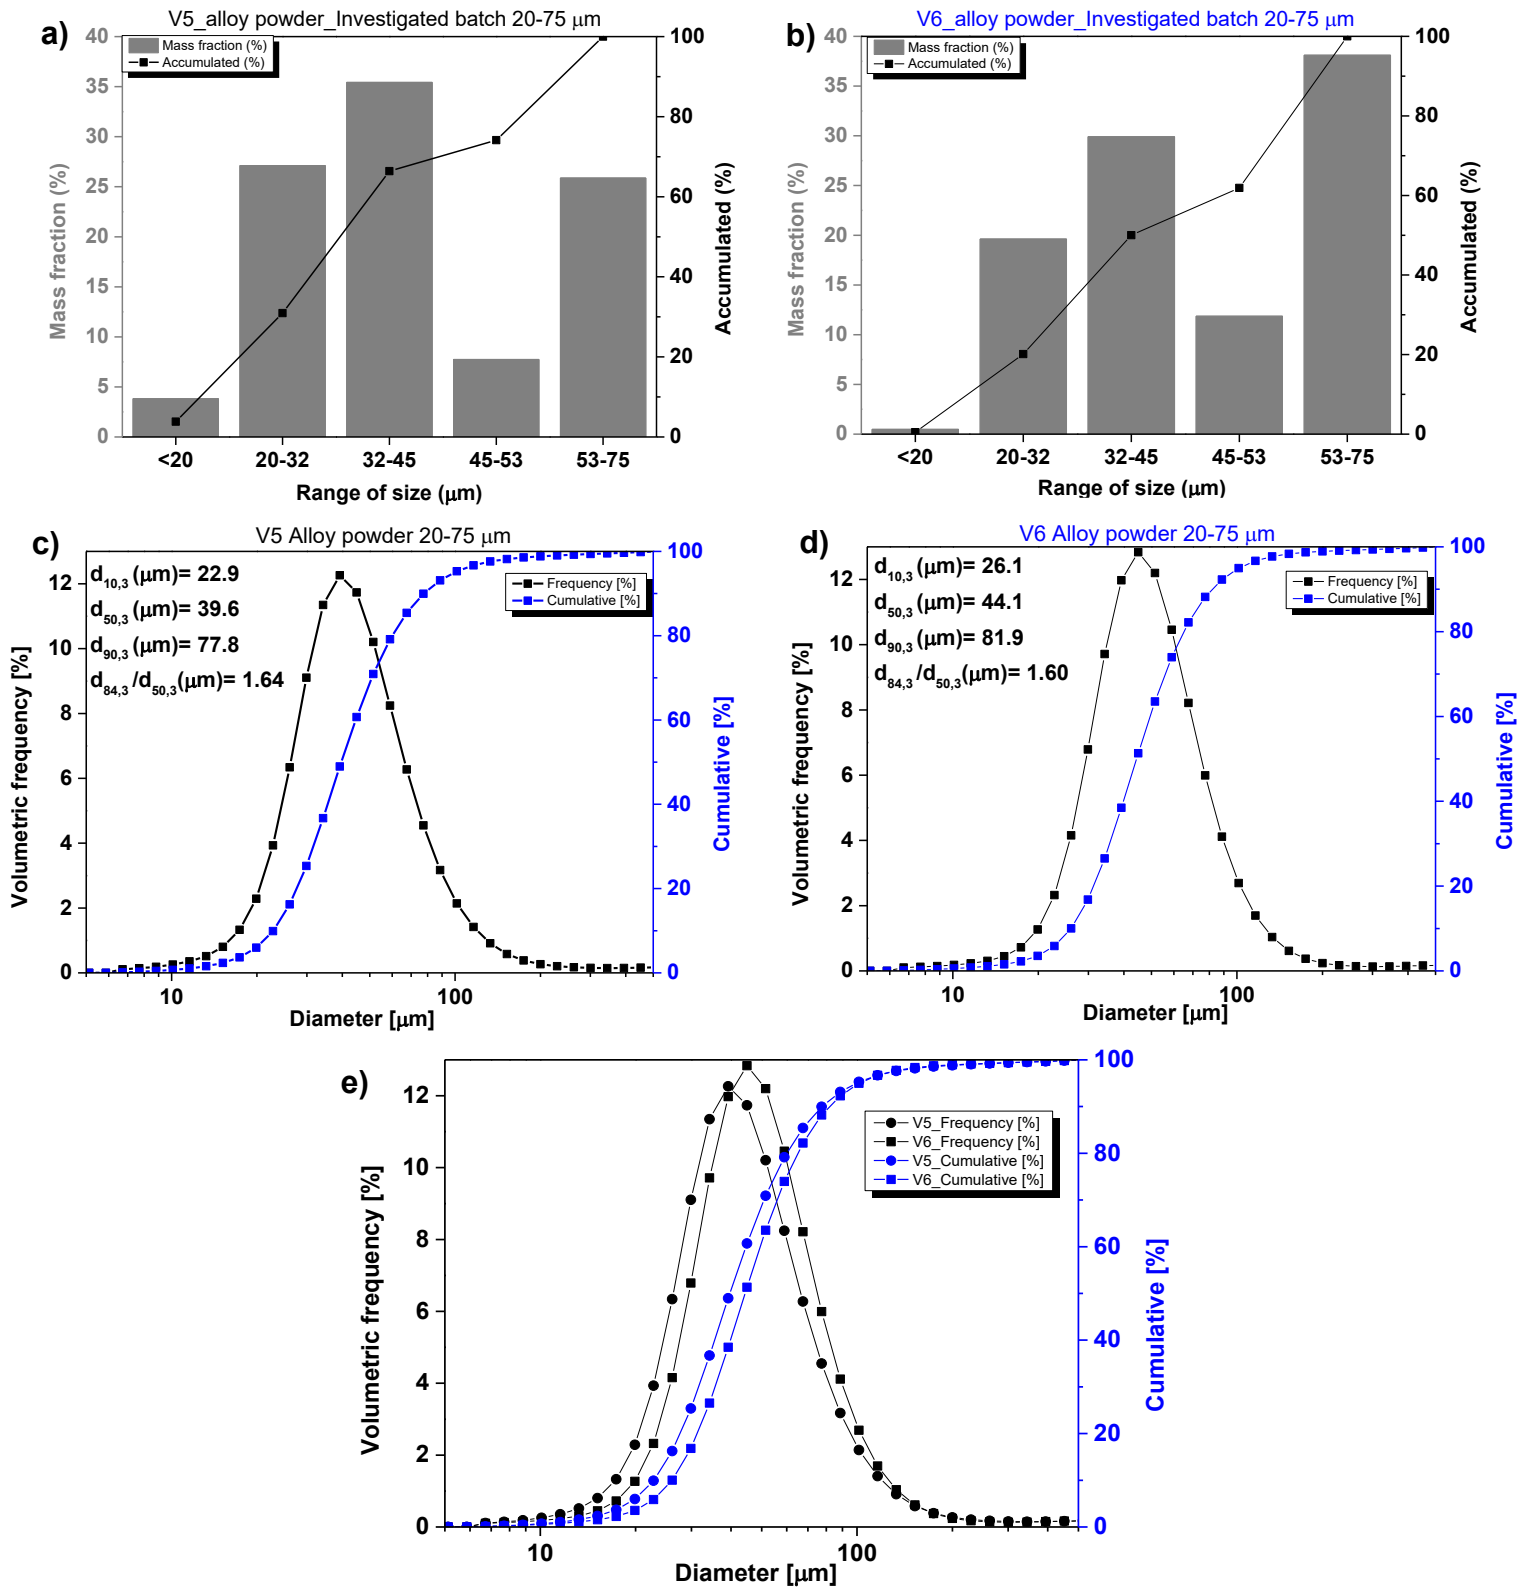 a)
V5_alloy powder_Investigated batch 20-75 μm
Mass fraction (%)
Accumulated (%)
40
35
30
25
20
15
10
5
0
Mass fraction (%)
100
80
60
40
20
0
Accumulated (%)
<20 20-32 32-45 45-53 53-75
Range of size (μm)
b)
V6_alloy powder_Investigated batch 20-75 μm
Mass fraction (%)
Accumulated (%)
40
35
30
25
20
15
10
5
0
Mass fraction (%)
100
80
60
40
20
0
Accumulated (%)
<20 20-32 32-45 45-53 53-75
Range of size (μm)
c)
V5 Alloy powder 20-75 μm
d10,3 (μm)= 22.9
d50,3 (μm)= 39.6
d90,3 (μm)= 77.8
d84,3 /d50,3(μm)= 1.64
Frequency [%]
Cumulative [%]
12
10
8
6
4
2
0
Volumetric frequency [%]
100
80
60
40
20
0
Cumulative [%]
10 100
Diameter [μm]
d)
V6 Alloy powder 20-75 μm
d10,3 (μm)= 26.1
d50,3 (μm)= 44.1
d90,3 (μm)= 81.9
d84,3 /d50,3(μm)= 1.60
Frequency [%]
Cumulative [%]
12
10
8
6
4
2
0
Volumetric frequency [%]
100
80
60
40
20
0
Cumulative [%]
10 100
Diameter [μm]
e)
V5_Frequency [%]
V6_Frequency [%]
V5_Cumulative [%]
V6_Cumulative [%]
12
10
8
6
4
2
0
Volumetric frequency [%]
100
80
60
40
20
0
Cumulative [%]
10 100
Diameter [μm]